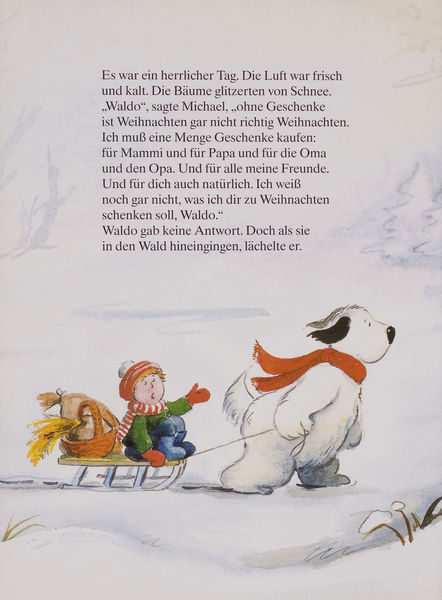 Es war ein herrlicher Tag. Die Luft war frisch
und kalt. Die Bäume glitzerten von Schnee.
„Waldo“, sagte Michael, „ohne Geschenke
ist Weihnachten gar nicht richtig Weihnachten.
Ich muß eine Menge Geschenke kaufen:
für Mammi und für Papa und für die Oma
und den Opa. Und für alle meine Freunde.
Und für dich auch natürlich. Ich weiß
noch gar nicht, was ich dir zu Weihnachten
schenken soll, Waldo.“
Waldo gab keine Antwort. Doch als sie
in den Wald hineingingen, lächelte er.